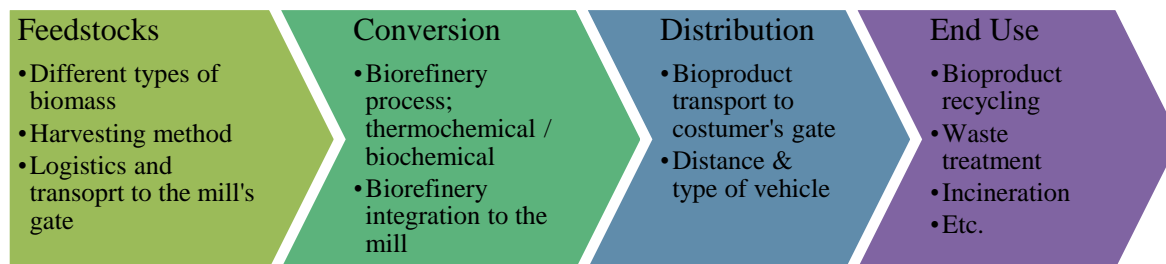 Feedstocks
•Different types of
biomass
•Harvesting method
•Logistics and
transoprt to the mill's
gate
Conversion
•Biorefinery
process;
thermochemical /
biochemical
•Biorefinery
integration to the
mill
Distribution
•Bioproduct
transport to
costumer's gate
•Distance &
type of vehicle
End Use
•Bioproduct
recycling
•Waste
treatment
•Incineration
•Etc.